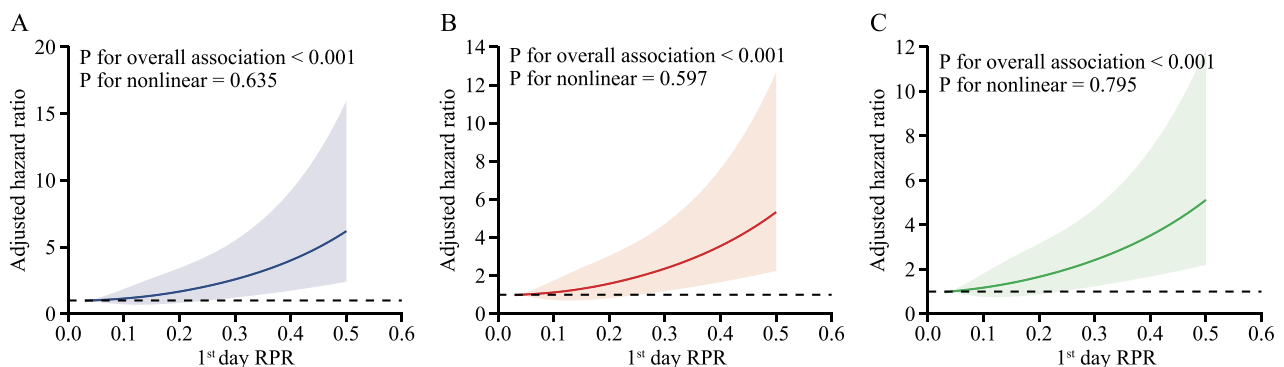 A
P for overall association < 0.001
P for nonlinear = 0.635
Adjusted hazard ratio
20
15
10
5
0
0.0 0.1 0.2 0.3 0.4 0.5 0.6
1st day RPR
B
P for overall association < 0.001
P for nonlinear = 0.597
Adjusted hazard ratio
14
12
10
8
6
4
2
0
0.0 0.1 0.2 0.3 0.4 0.5 0.6
1st day RPR
C
P for overall association < 0.001
P for nonlinear = 0.795
Adjusted hazard ratio
12
10
8
6
4
2
0
0.0 0.1 0.2 0.3 0.4 0.5 0.6
1st day RPR